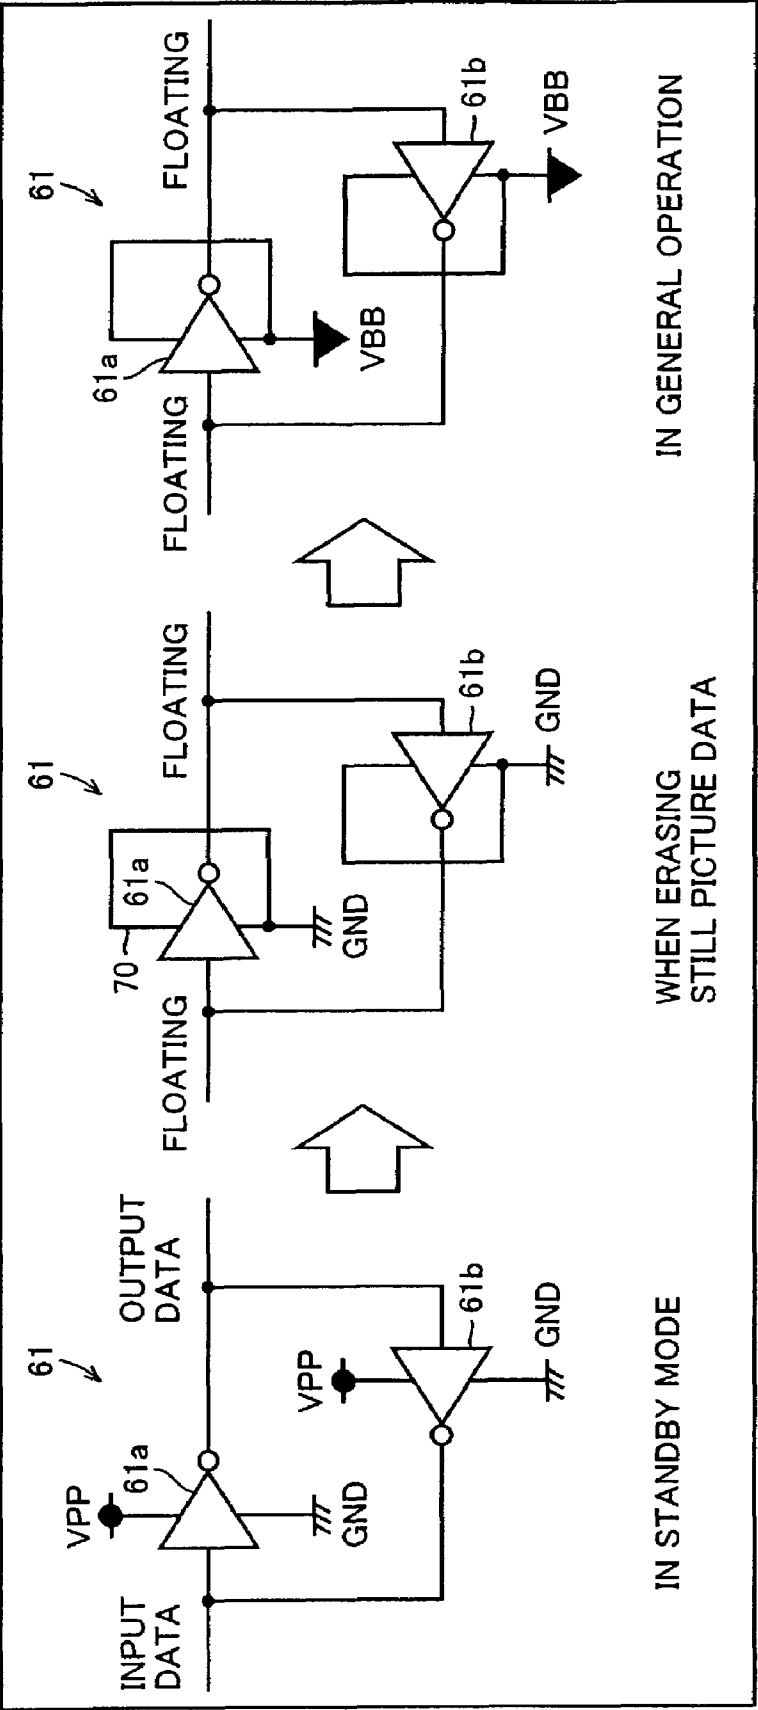 INPUT
DATA
VPP
61a
GND
61
OUTPUT
DATA
VPP
61b
GND
IN STANDBY MODE
FLOATING
70
61a
GND
61
FLOATING
61b
GND
WHEN ERASING
STILL PICTURE DATA
FLOATING
61a
VBB
61
FLOATING
61b
VBB
IN GENERAL OPERATION